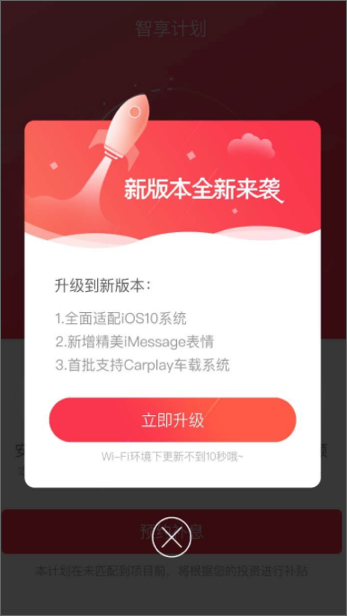 智享计划
新版本全新来袭
升级到新版本：
1.全面适配iOS10系统
2.新增精美iMessage表情
3.首批支持Carplay车载系统
立即升级
Wi-Fi环境下更新不到10秒哦~
预约补息
本计划在未匹配到项目前，将根据您的投资进行补贴